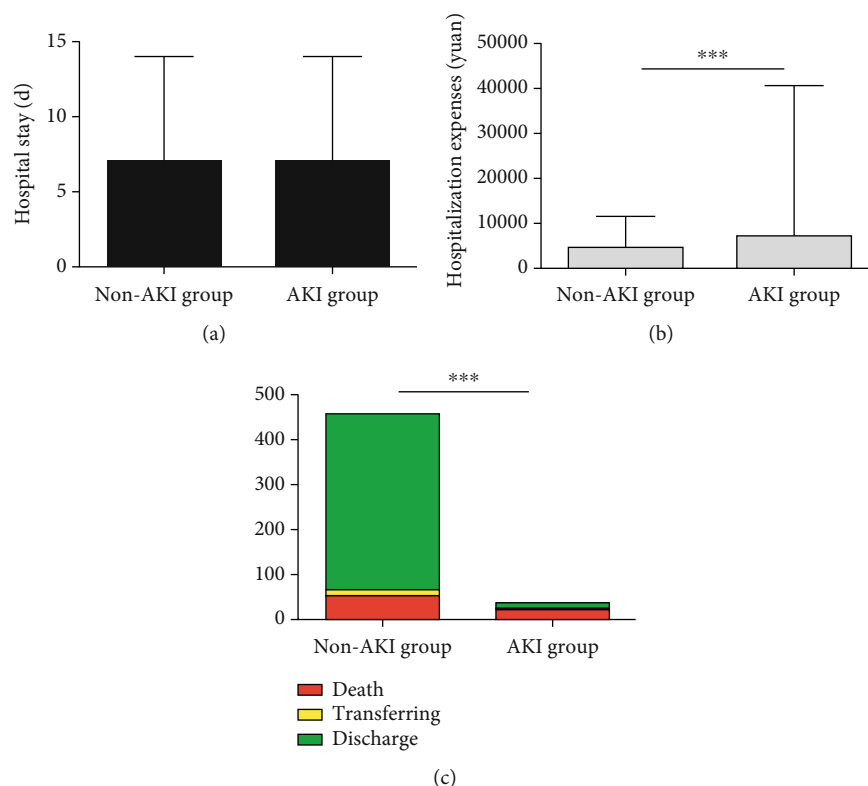 Hospital stay (d)
15
10
5
0
Non-AKI group
AKI group
(a)
Hospitalization expenses (yuan)
50000
40000
30000
20000
10000
0
***
Non-AKI group
AKI group
(b)
500
400
300
200
100
0
***
Non-AKI group
AKI group
Death
Transferring
Discharge
(c)